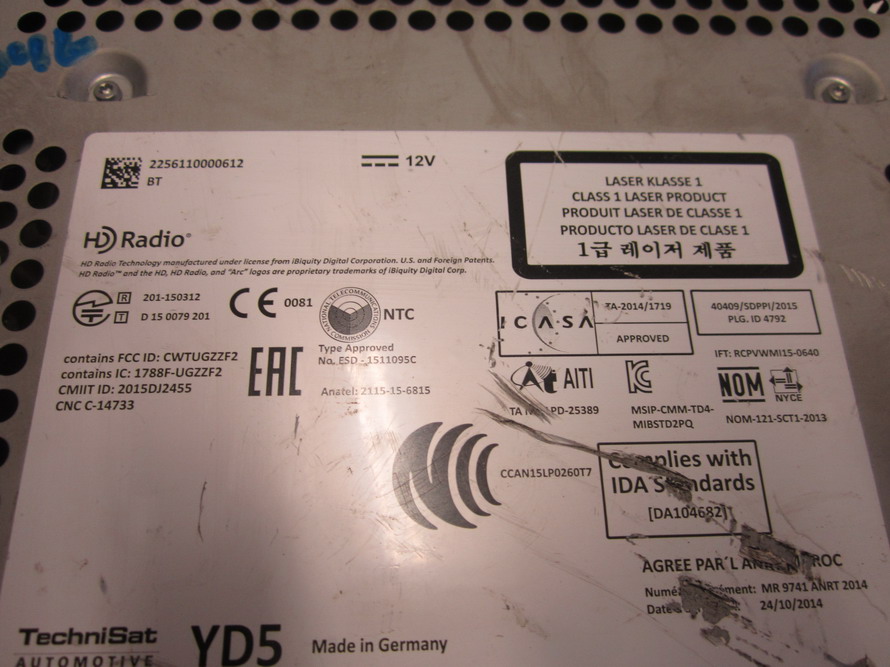 2256110000612
BT
12V
LASER KLASSE 1
CLASS 1 LASER PRODUCT
PRODUIT LASER DE CLASSE 1
PRODUCTO LASER DE CLASE 1
1급 레이저 제품
HD Radio®
HD Radio Technology manufactured under license from iBiquity Digital Corporation. U.S. and Foreign Patents.
HD Radio™ and the HD, HD Radio, and "Arc" logos are proprietary trademarks of iBiquity Digital Corp.
R 201-150312
T D 15 0079 201
CE 0081
NATIONAL TELECOMMUNICATIONS COMMISSION
NTC
Type Approved
No. ESD - 1511095C
ICASA
TA-2014/1719
APPROVED
40409/SDPPI/2015
PLG. ID 4792
IFT: RCPVWMI15-0640
contains FCC ID: CWTUGZZF2
contains IC: 1788F-UGZZF2
CMIIT ID: 2015DJ2455
CNC C-14733
EAC
Anatel: 2115-15-6815
AITI
25389
MSIP-CMM-TD4-
MIBSTD2PQ
NOM
NYCE
NOM-121-SCT1-2013
CCAN15LP0260T7
Complies with
IDA Standards
[DA104682]
AGREE PAR´L
MR 9741 ANRT 2014
24/10/2014
TechniSat
AUTOMOTIVE
YD5
Made in Germany